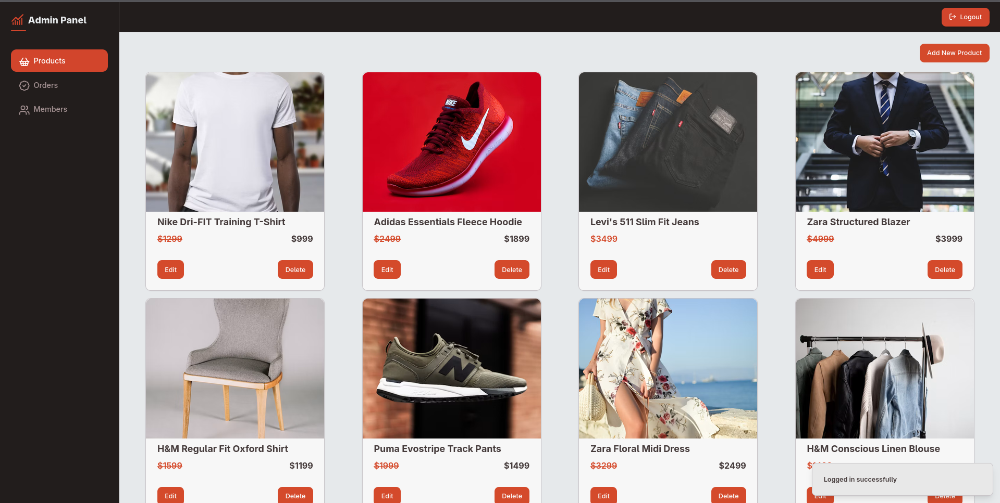 Admin Panel
Logout
Products
Orders
Members
Add New Product
NIKE
Nike Dri-FIT Training T-Shirt
$1299 $999
Edit Delete
Adidas Essentials Fleece Hoodie
$2499 $1899
Edit Delete
Levi's 511 Slim Fit Jeans
$3499
Edit Delete
Zara Structured Blazer
$4999 $3999
Edit Delete
H&M Regular Fit Oxford Shirt
$1599 $1199
Edit Delete
Puma Evostripe Track Pants
$1999 $1499
Edit Delete
Zara Floral Midi Dress
$3299 $2499
Edit Delete
H&M Conscious Linen Blouse
Edit Delete
Logged in successfully